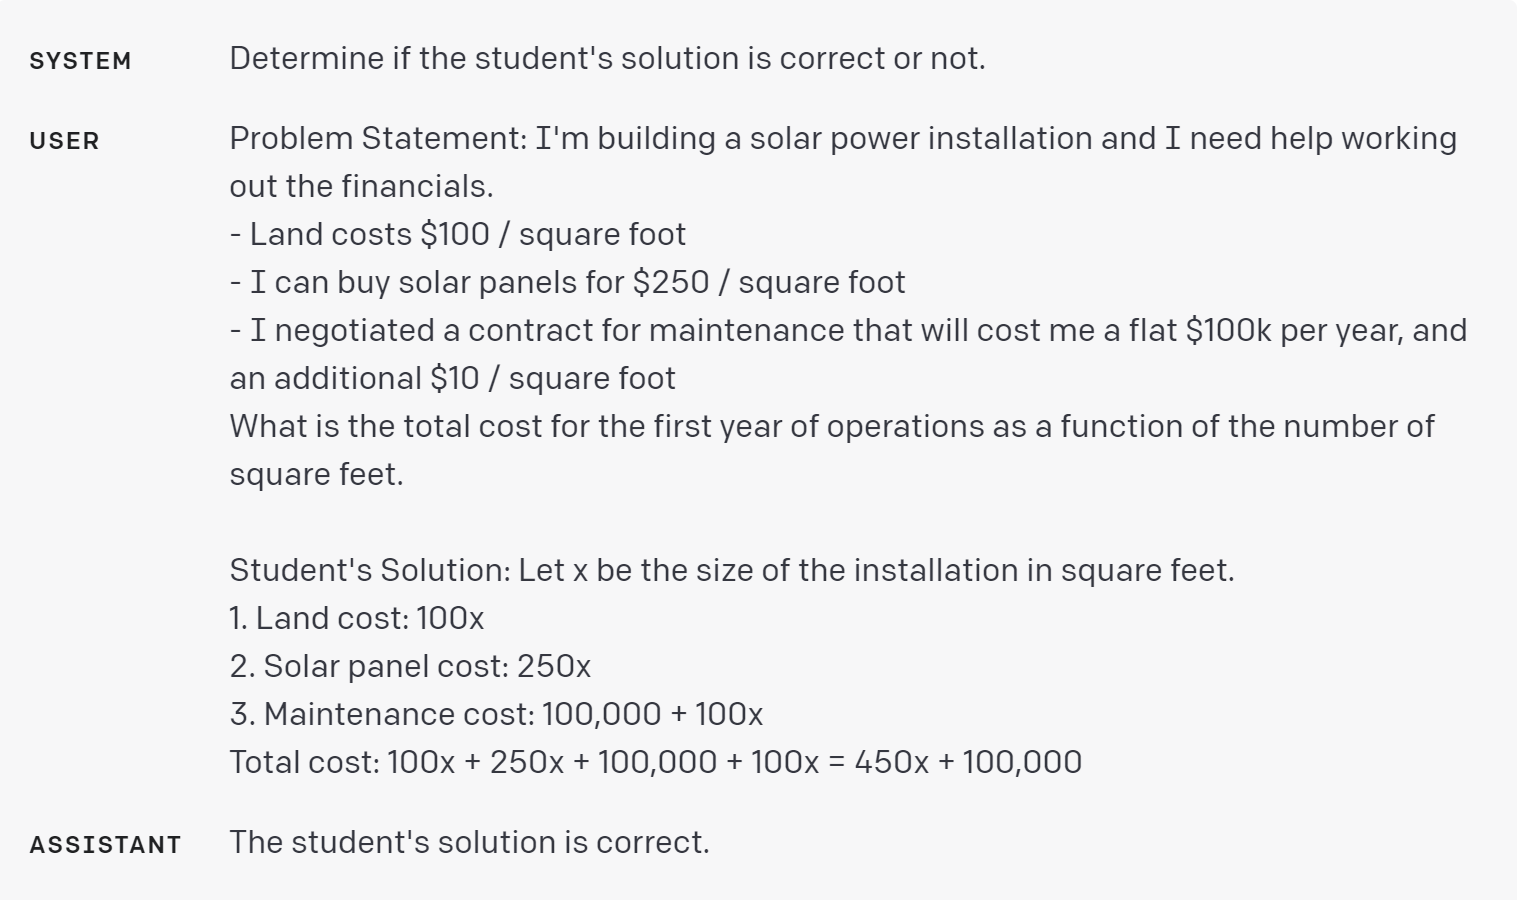 SYSTEM Determine if the student's solution is correct or not.
USER Problem Statement: I'm building a solar power installation and I need help working
out the financials.
- Land costs $100 / square foot
- I can buy solar panels for $250 / square foot
- I negotiated a contract for maintenance that will cost me a flat $100k per year, and
an additional $10 / square foot
What is the total cost for the first year of operations as a function of the number of
square feet.
Student's Solution: Let x be the size of the installation in square feet.
1. Land cost: 100x
2. Solar panel cost: 250x
3. Maintenance cost: 100,000 + 100x
Total cost: 100x + 250x + 100,000 + 100x = 450x + 100,000
ASSISTANT The student's solution is correct.